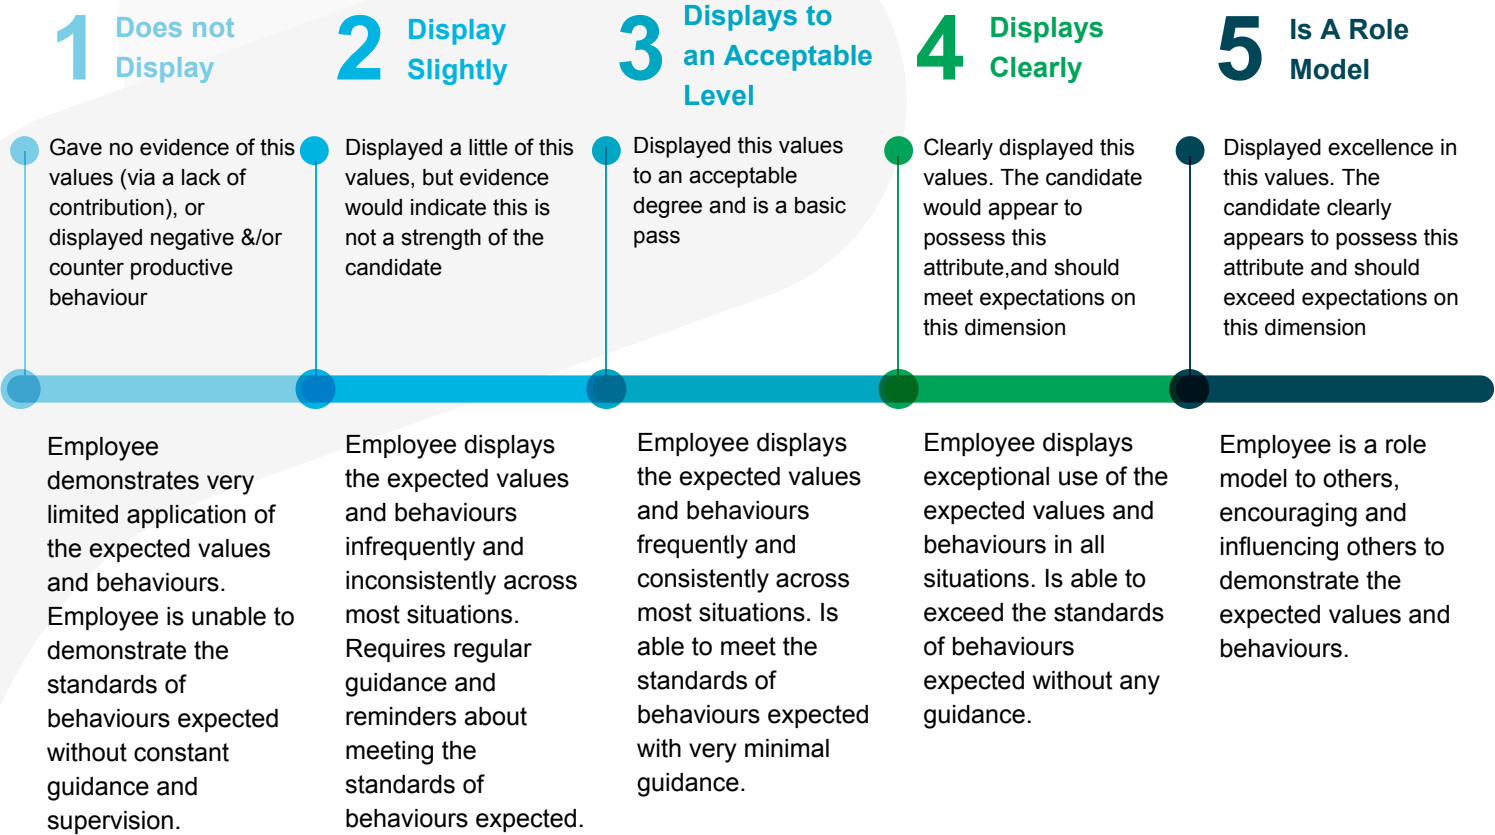 1
Does not
Display
2
Display
Slightly
3
Displays to
an Acceptable
Level
4
Displays
Clearly
5
Is A Role
Model
Gave no evidence of this
values (via a lack of
contribution), or
displayed negative &/or
counter productive
behaviour
Displayed a little of this
values, but evidence
would indicate this is
not a strength of the
candidate
Displayed this values
to an acceptable
degree and is a basic
pass
Clearly displayed this
values. The candidate
would appear to
possess this
attribute,and should
meet expectations on
this dimension
Displayed excellence in
this values. The
candidate clearly
appears to possess this
attribute and should
exceed expectations on
this dimension
Employee
demonstrates very
limited application of
the expected values
and behaviours.
Employee is unable to
demonstrate the
standards of
behaviours expected
without constant
guidance and
supervision.
Employee displays
the expected values
and behaviours
infrequently and
inconsistently across
most situations.
Requires regular
guidance and
reminders about
meeting the
standards of
behaviours expected.
Employee displays
the expected values
and behaviours
frequently and
consistently across
most situations. Is
able to meet the
standards of
behaviours expected
with very minimal
guidance.
Employee displays
exceptional use of the
expected values and
behaviours in all
situations. Is able to
exceed the standards
of behaviours
expected without any
guidance.
Employee is a role
model to others,
encouraging and
influencing others to
demonstrate the
expected values and
behaviours.